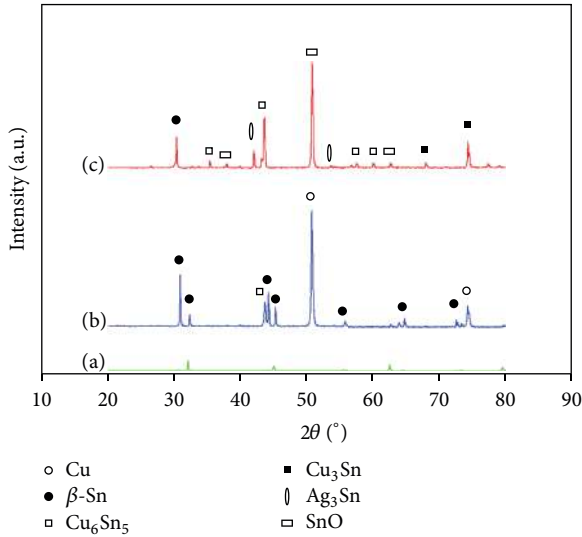 Intensity (a.u.)
(c)
(b)
(a)
10 20 30 40 50 60 70 80 90
2θ (°)
Cu
β-Sn
Cu₆Sn₅
Cu₃Sn
Ag₃Sn
SnO